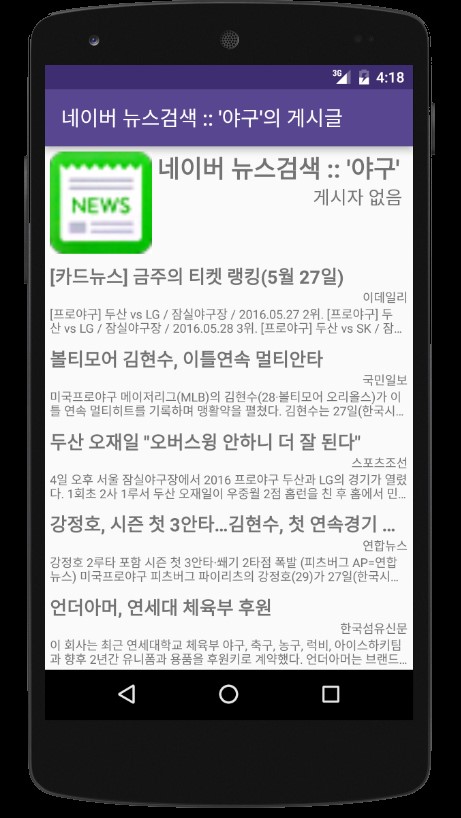 3G 4:18
네이버 뉴스검색 :: '야구'의 게시글
NEWS
네이버 뉴스검색 :: '야구'
게시자 없음
[카드뉴스] 금주의 티켓 랭킹(5월 27일)
이데일리
[프로야구] 두산 vs LG / 잠실야구장 / 2016.05.27 2위. [프로야구] 두
산 vs LG / 잠실야구장 / 2016.05.28 3위. [프로야구] 두산 vs SK / 잠…
볼티모어 김현수, 이틀연속 멀티안타
국민일보
미국프로야구 메이저리그(MLB)의 김현수(28·볼티모어 오리올스)가 이
틀 연속 멀티히트를 기록하며 맹활약을 펼쳤다. 김현수는 27일(한국시…
두산 오재일 "오버스윙 안하니 더 잘 된다"
스포츠조선
4일 오후 서울 잠실야구장에서 2016 프로야구 두산과 LG의 경기가 열렸
다. 1회초 2사 1루서 두산 오재일이 우중월 2점 홈런을 친 후 홈에서 민…
강정호, 시즌 첫 3안타…김현수, 첫 연속경기 …
연합뉴스
강정호 2루타 포함 시즌 첫 3안타·쐐기 2타점 폭발 (피츠버그 AP=연합
뉴스) 미국프로야구 피츠버그 파이리츠의 강정호(29)가 27일(한국시…
언더아머, 연세대 체육부 후원
한국섬유신문
이 회사는 최근 연세대학교 체육부 야구, 축구, 농구, 럭비, 아이스하키팀
과 향후 2년간 유니폼과 용품을 후원키로 계약했다. 언더아머는 브랜드…